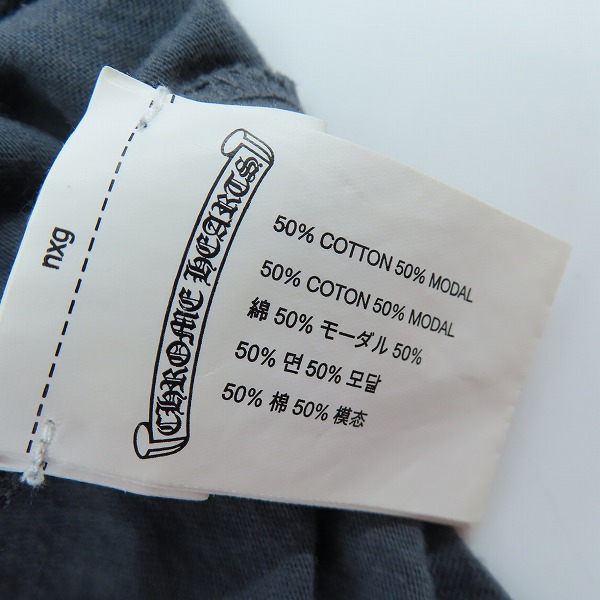 nxg
CHROME HEARTS
50% COTTON 50% MODAL
50% COTON 50% MODAL
綿 50% モーダル 50%
50% 면 50% 모달
50% 棉 50% 模态